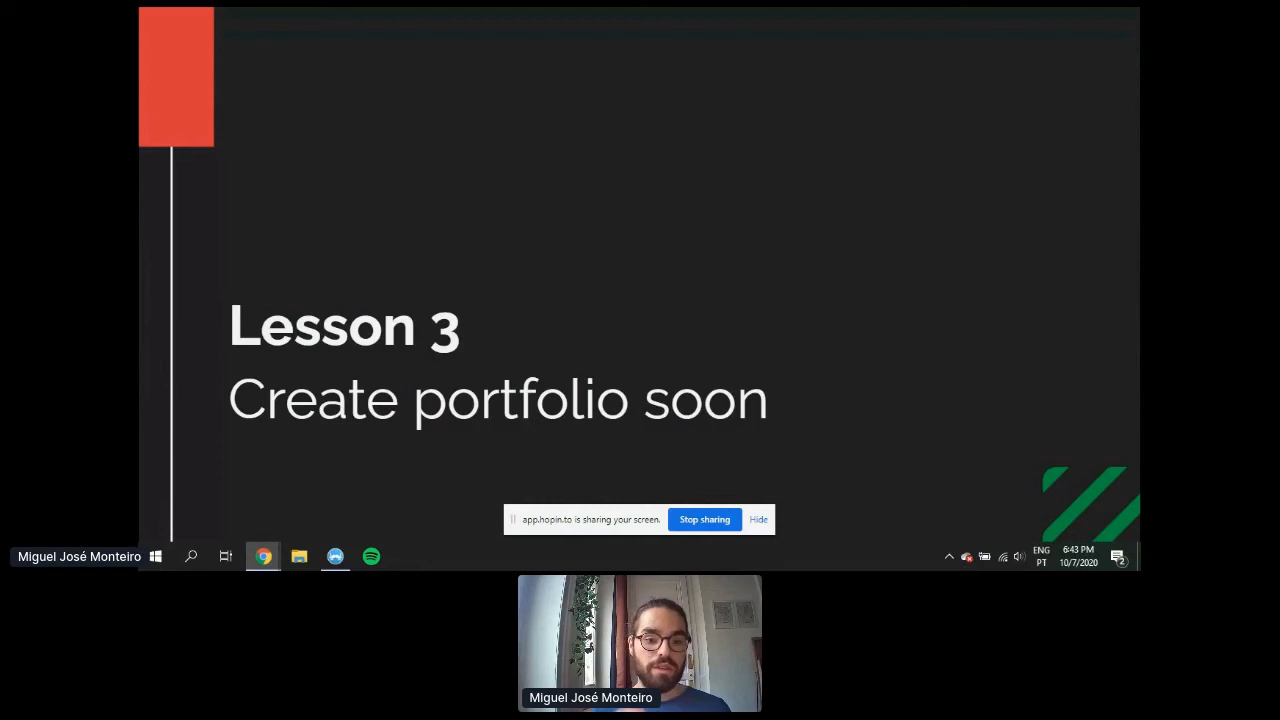 Lesson 3
Create portfolio soon
app.hopin.to is sharing your screen.
Stop sharing
Hide
Miguel José Monteiro
ENG
PT
6:43 PM
10/7/2020
2
Miguel José Monteiro